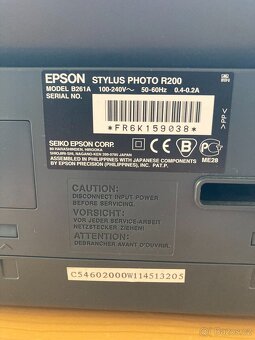 EPSON STYLUS PHOTO R200
MODEL B261A 100-240V~ 50-60Hz 0.4-0.2A
SERIAL NO.
*FR6K159038*
>PP<
SEIKO EPSON CORP.
ASSEMBLED IN PHILIPPINES WITH JAPANESE COMPONENTS
BY EPSON PRECISION (PHILIPPINES) INC.
ME28
CAUTION:
DISCONNECT INPUT POWER
BEFORE SERVICING.
VORSICHT:
VOR JEDER SERVICE-ARBEIT
NETZSTECKER ZIEHEN!
ATTENTION:
DEBRANCHER AVANT D'OUVRIR.
C54602000W114513205